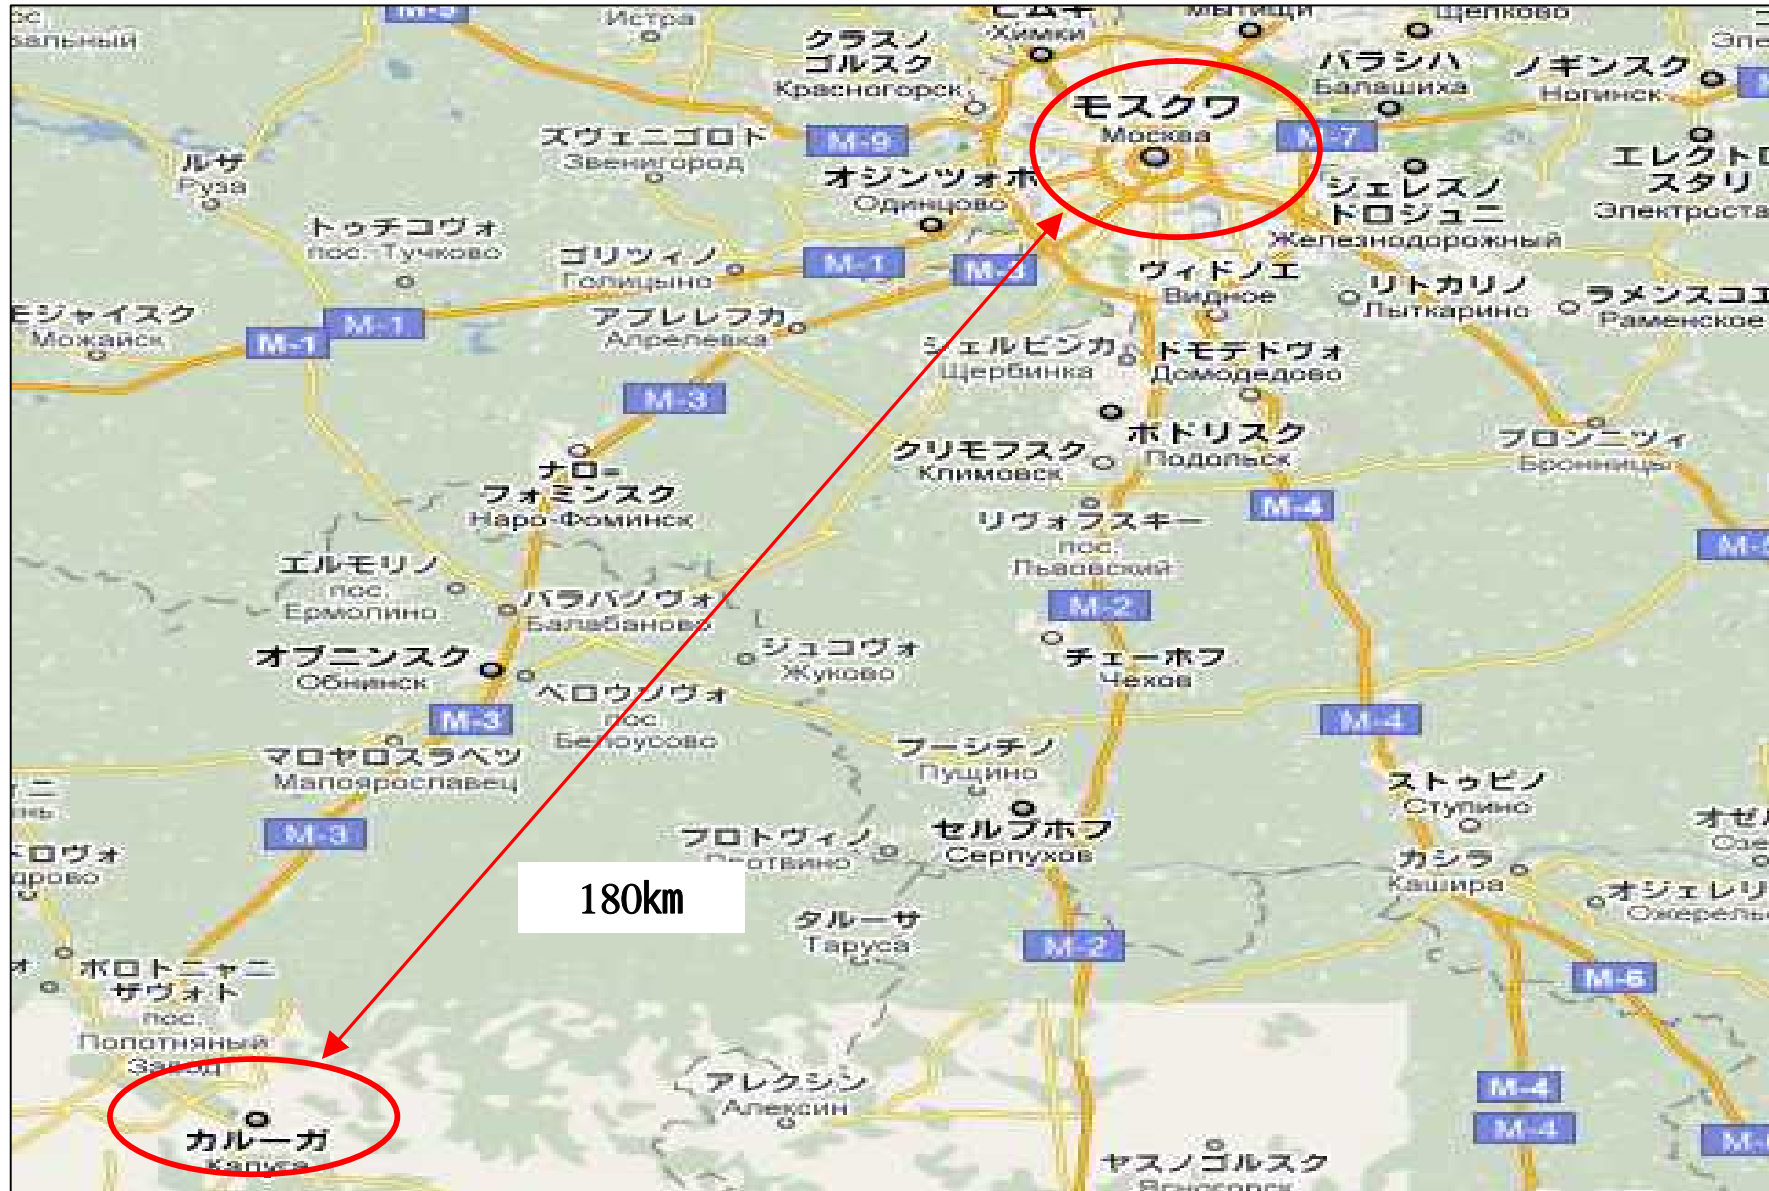 M-9
Истра
Химки
Мытищи
Щелково
クラスノ
ゴルスク
Красногорск
モスクワ
Москва
バラシハ
Балашиха
ノギンスク
Ногинск
M-9
M-7
ズヴェニゴロド
Звенигород
ルザ
Руза
オジンツォボ
Одинцово
ジェレスノ
ドロジュニ
Железнодорожный
エレクトロ
スタリ
Электроста
トゥチコヴォ
пос. Тучково
ゴリツィノ
Голицыно
M-1
M-3
ヴィドノエ
Видное
リトカリノ
Лыткарино
ラメンスコエ
Раменское
モジャイスク
Можайск
M-1
M-1
アプレレフカ
Апрелевка
シェルビンカ
Щербинка
ドモデドヴォ
Домодедово
M-3
ポドリスク
Подольск
クリモフスク
Климовск
ブロンニツィ
Бронницы
ナロ=
フォミンスク
Наро-Фоминск
M-4
リヴォフスキー
пос.
Львовский
エルモリノ
пос.
Ермолино
バラバノヴォ
Балабаново
M-2
オブニンスク
Обнинск
ジュコヴォ
Жуково
チェーホフ
Чехов
ベロウソヴォ
пос.
Белоусово
M-3
M-4
マロヤロスラベツ
Малоярославец
プーシチノ
Пущино
ストゥピノ
Ступино
M-3
プロトヴィノ
Протвино
セルプホフ
Серпухов
カシラ
Кашира
180km
タルーサ
Таруса
M-2
M-6
ポロトニャニ
ザヴォト
пос.
Полотняный
Завод
アレクシン
Алексин
M-4
M-4
カルーガ
Калуга
ヤスノゴルスク
Ясногорск